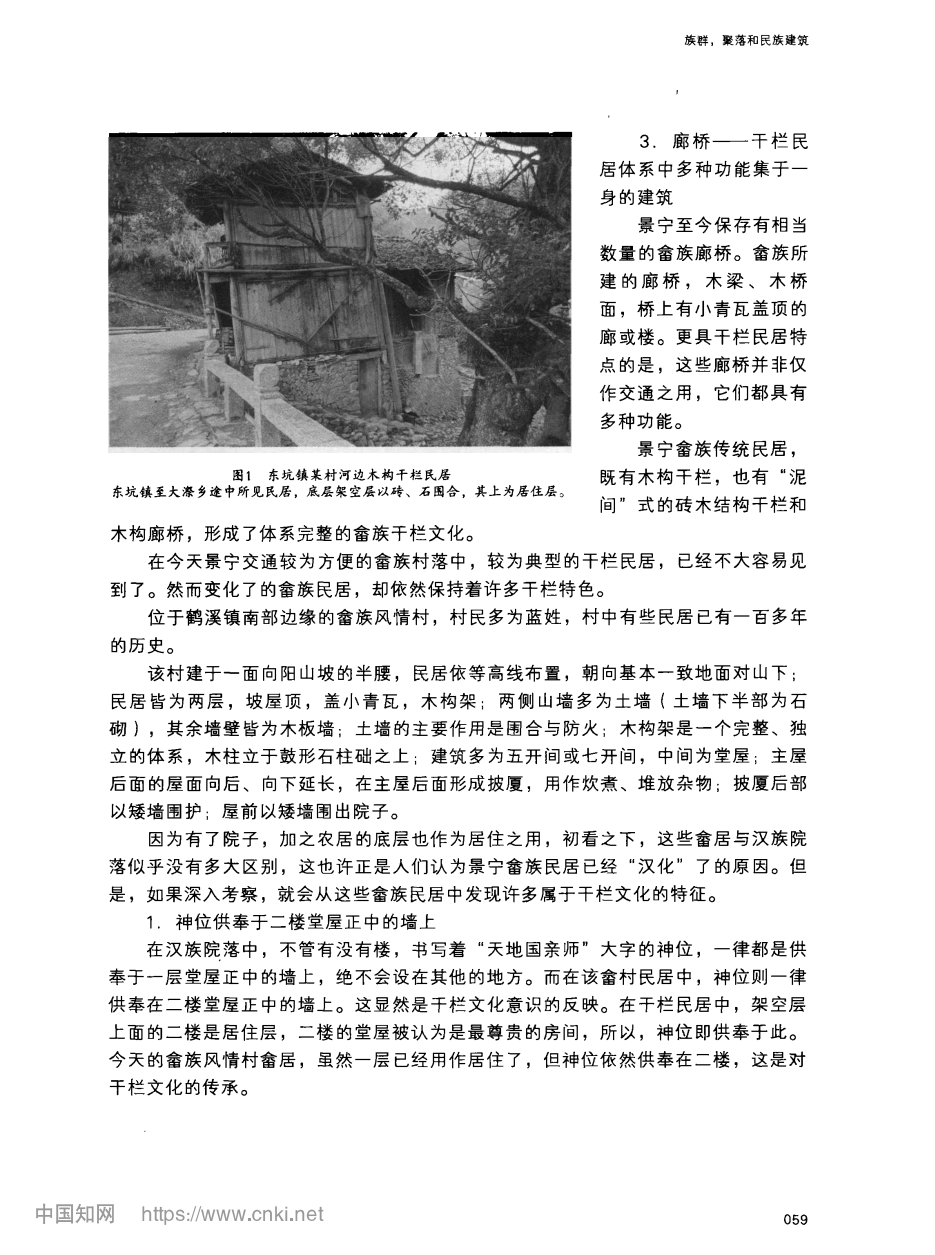 族群，聚落和民族建筑
3．廊桥——干栏民
居体系中多种功能集于一
身的建筑
景宁至今保存有相当
数量的畲族廊桥。畲族所
建的廊桥，木梁、木桥
面，桥上有小青瓦盖顶的
廊或楼。更具干栏民居特
点的是，这些廊桥并非仅
作交通之用，它们都具有
多种功能。
景宁畲族传统民居，
既有木构干栏，也有“泥
间”式的砖木结构干栏和
图1 东坑镇某村河边木构干栏民居
东坑镇至大漈乡途中所见民居，底层架空层以砖、石围合，其上为居住层。
木构廊桥，形成了体系完整的畲族干栏文化。
在今天景宁交通较为方便的畲族村落中，较为典型的干栏民居，已经不大容易见
到了。然而变化了的畲族民居，却依然保持着许多干栏特色。
位于鹤溪镇南部边缘的畲族风情村，村民多为蓝姓，村中有些民居已有一百多年
的历史。
该村建于一面向阳山坡的半腰，民居依等高线布置，朝向基本一致地面对山下；
民居皆为两层，坡屋顶，盖小青瓦，木构架；两侧山墙多为土墙（土墙下半部为石
砌），其余墙壁皆为木板墙；土墙的主要作用是围合与防火；木构架是一个完整、独
立的体系，木柱立于鼓形石柱础之上；建筑多为五开间或七开间，中间为堂屋；主屋
后面的屋面向后、向下延长，在主屋后面形成披厦，用作炊煮、堆放杂物；披厦后部
以矮墙围护；屋前以矮墙围出院子。
因为有了院子，加之农居的底层也作为居住之用，初看之下，这些畲居与汉族院
落似乎没有多大区别，这也许正是人们认为景宁畲族民居已经“汉化”了的原因。但
是，如果深入考察，就会从这些畲族民居中发现许多属于干栏文化的特征。
1．神位供奉于二楼堂屋正中的墙上
在汉族院落中，不管有没有楼，书写着“天地国亲师”大字的神位，一律都是供
奉于一层堂屋正中的墙上，绝不会设在其他的地方。而在该畲村民居中，神位则一律
供奉在二楼堂屋正中的墙上。这显然是干栏文化意识的反映。在干栏民居中，架空层
上面的二楼是居住层，二楼的堂屋被认为是最尊贵的房间，所以，神位即供奉于此。
今天的畲族风情村畲居，虽然一层已经用作居住了，但神位依然供奉在二楼，这是对
干栏文化的传承。
中国知网 https://www.cnki.net
059